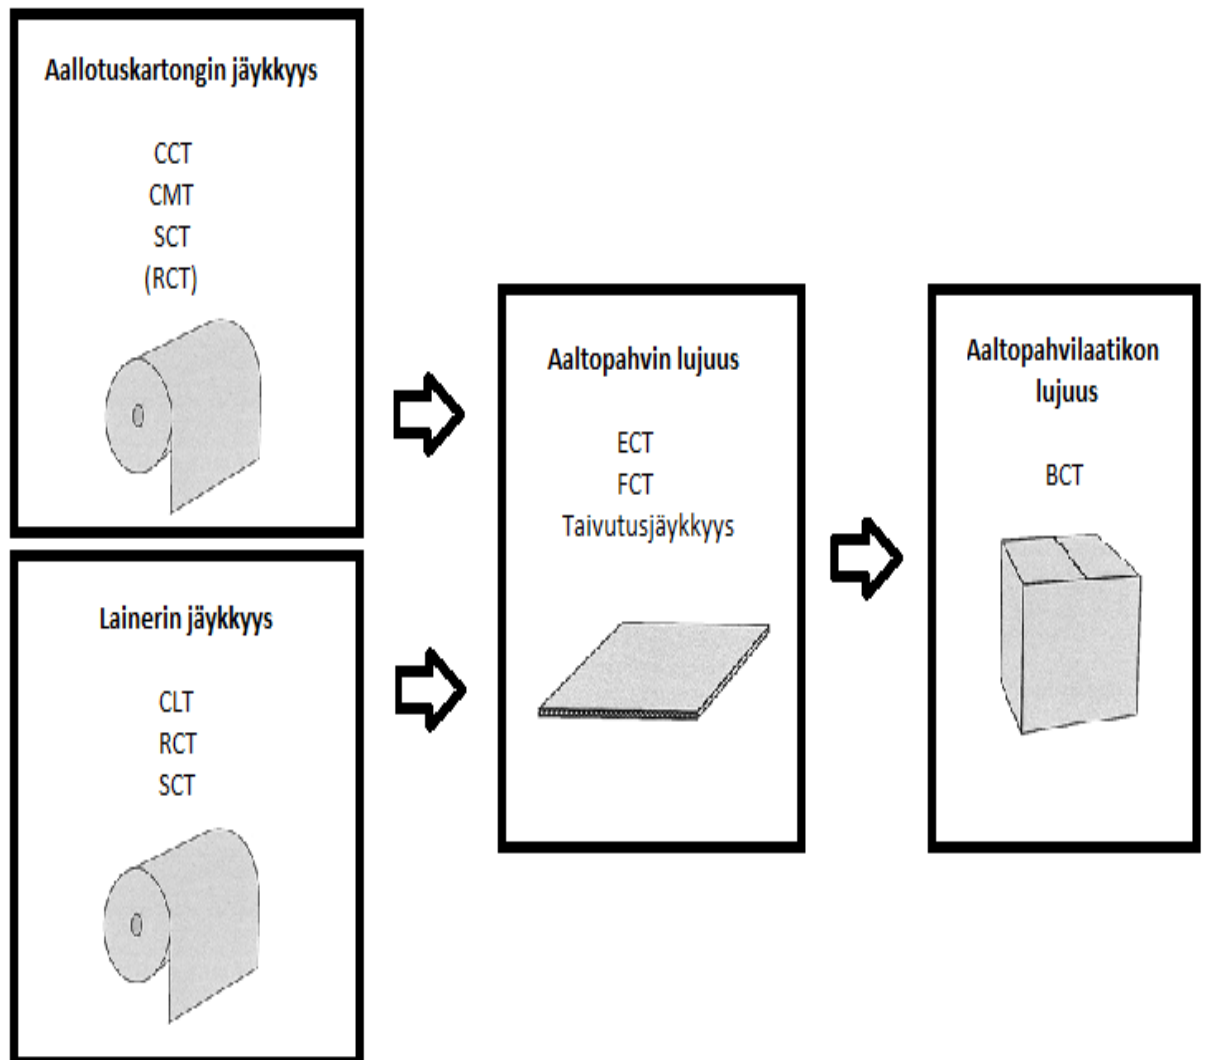 Aallotuskartongin jäykkyys
CCT
CMT
SCT
(RCT)
Lainerin jäykkyys
CLT
RCT
SCT
Aaltopahvin lujuus
ECT
FCT
Taivutusjäykkyys
Aaltopahvilaatikon
lujuus
BCT